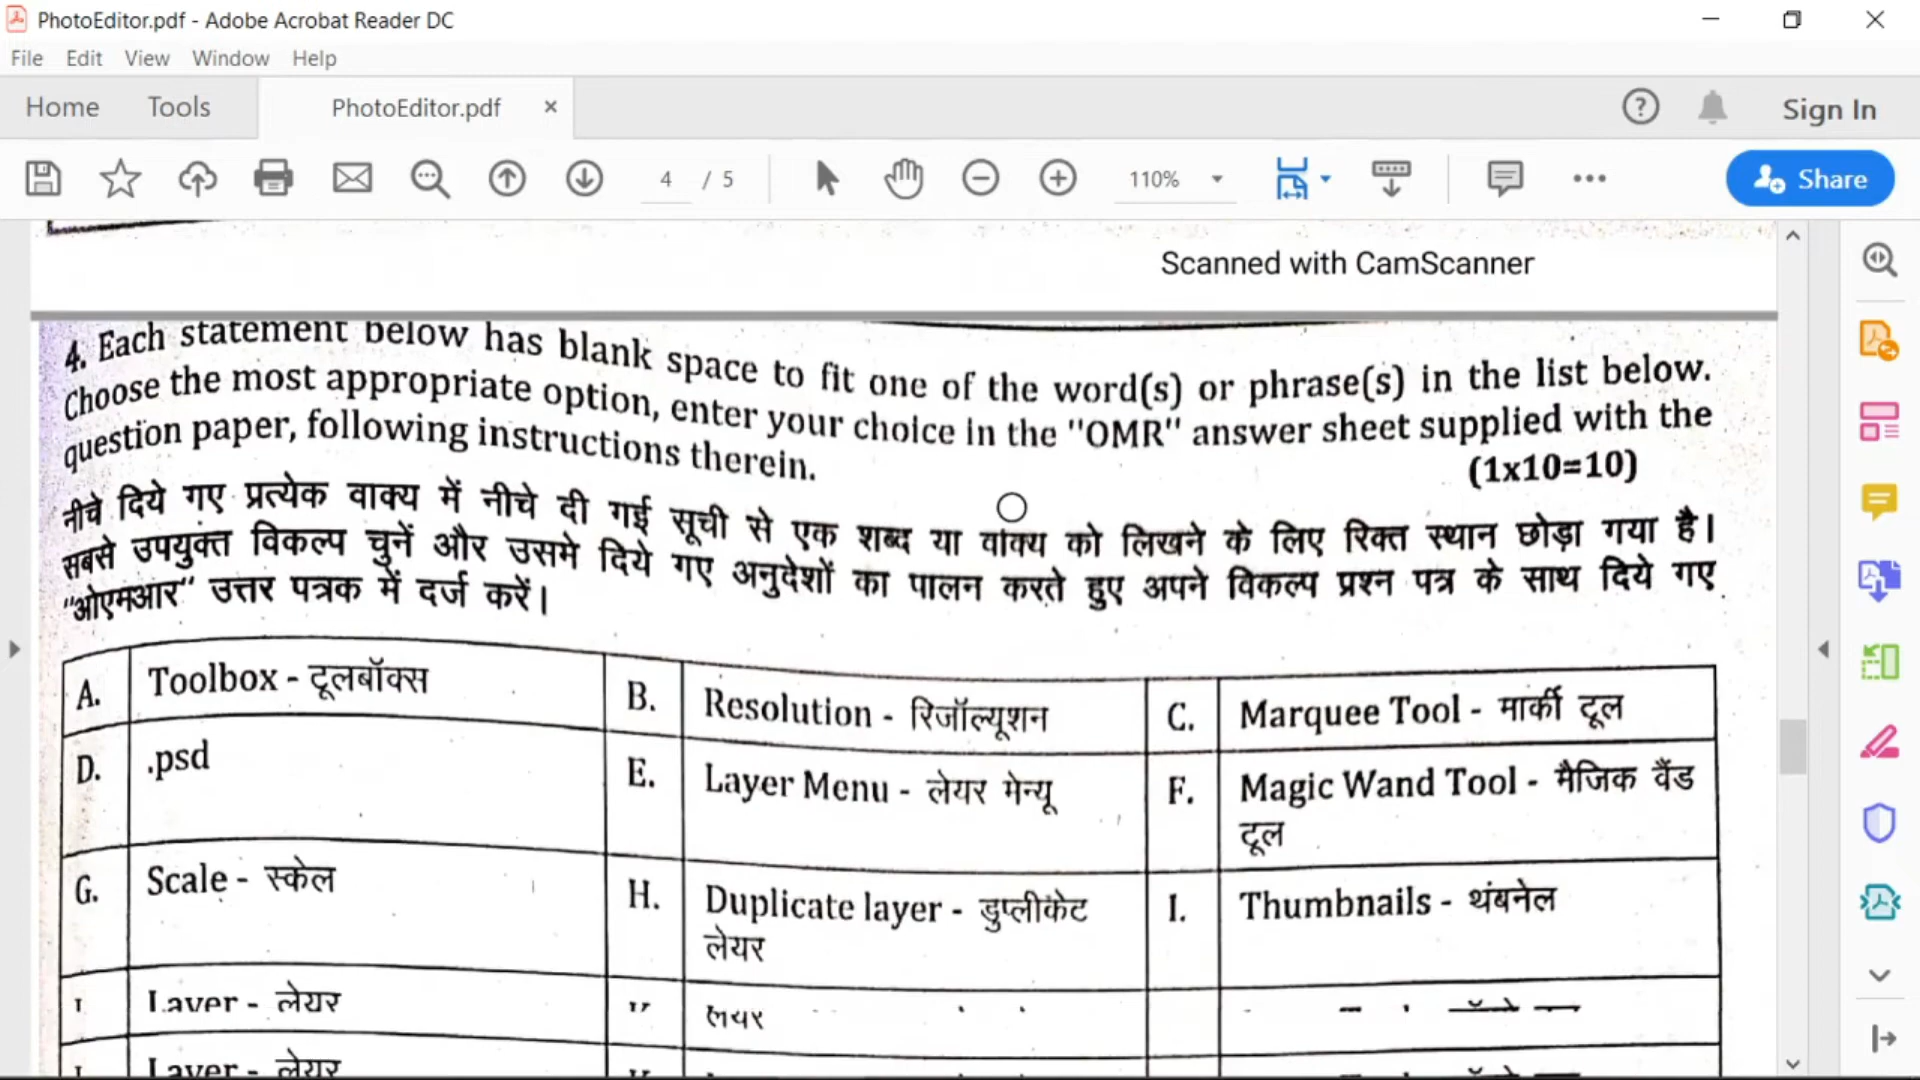 PhotoEditor.pdf - Adobe Acrobat Reader DC
File Edit View Window Help
Home Tools PhotoEditor.pdf × Sign In
4 / 5 110% Share
Scanned with CamScanner
4. Each statement below has blank space to fit one of the word(s) or phrase(s) in the list below.
Choose the most appropriate option, enter your choice in the "OMR" answer sheet supplied with the
question paper, following instructions therein.
(1x10=10)
नीचे दिये गए प्रत्येक वाक्य में नीचे दी गई सूची से एक शब्द या वाक्य को लिखने के लिए रिक्त स्थान छोड़ा गया है।
सबसे उपयुक्त विकल्प चुनें और उसमे दिये गए अनुदेशों का पालन करते हुए अपने विकल्प प्रश्न पत्र के साथ दिये गए
"ओएमआर" उत्तर पत्रक में दर्ज करें।
A. Toolbox - टूलबॉक्स B. Resolution - रिजॉल्यूशन C. Marquee Tool - मार्की टूल
D. .psd E. Layer Menu - लेयर मेन्यू F. Magic Wand Tool - मैजिक वैंड
टूल
G. Scale - स्केल H. Duplicate layer - डुप्लीकेट I. Thumbnails - थंबनेल
लेयर
Layer - लेयर लेयर
Layer - लेयर